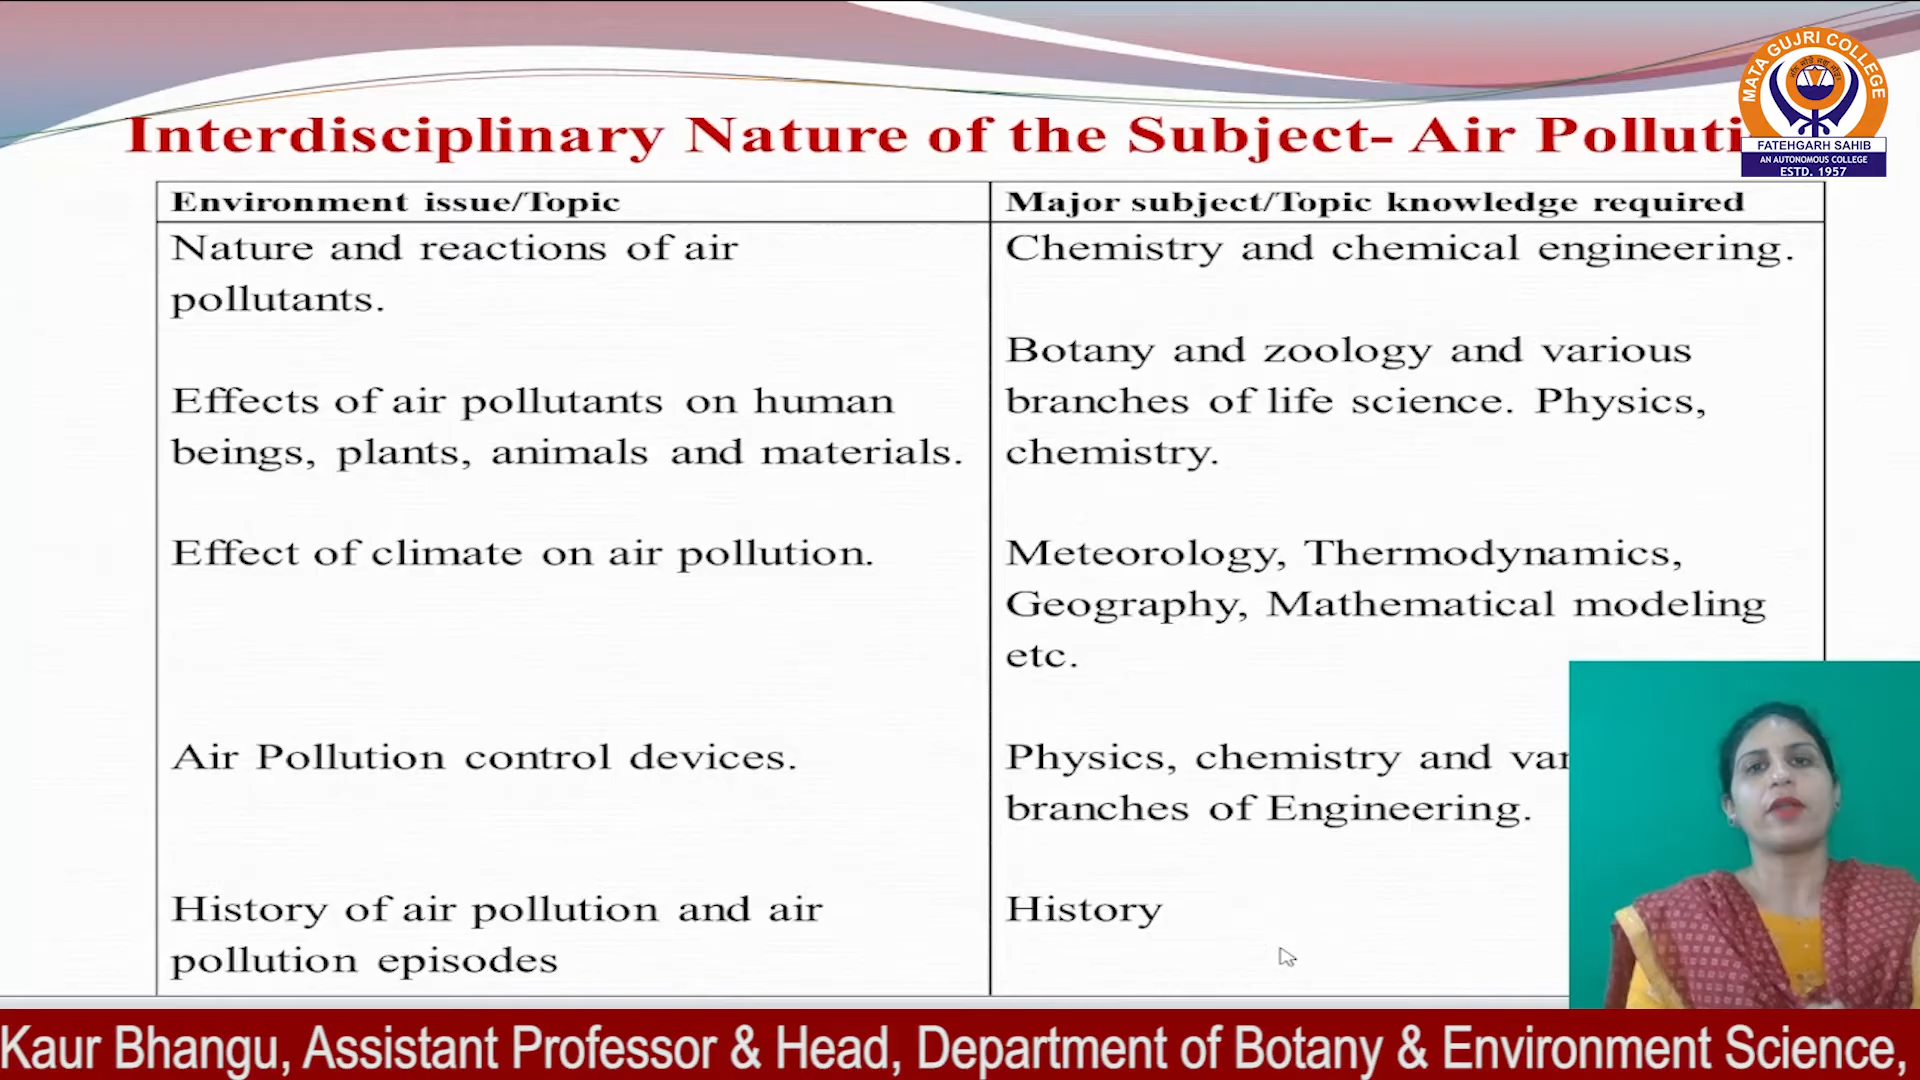 Interdisciplinary Nature of the Subject- Air Polluti
MATA GUJRI COLLEGE
FATEHGARH SAHIB
AN AUTONOMOUS COLLEGE
ESTD. 1957
Environment issue/Topic
Major subject/Topic knowledge required
Nature and reactions of air
pollutants.
Chemistry and chemical engineering.
Effects of air pollutants on human
beings, plants, animals and materials.
Botany and zoology and various
branches of life science. Physics,
chemistry.
Effect of climate on air pollution.
Meteorology, Thermodynamics,
Geography, Mathematical modeling
etc.
Air Pollution control devices.
Physics, chemistry and var
branches of Engineering.
History of air pollution and air
pollution episodes
History
Kaur Bhangu, Assistant Professor & Head, Department of Botany & Environment Science,